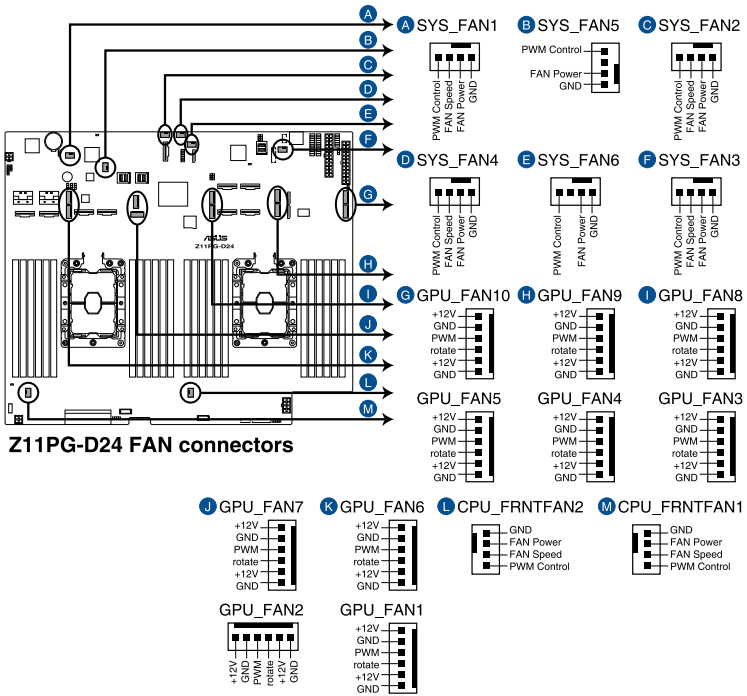 A
B
C
D
E
F
G
H
I
J
K
L
M
ASUS
Z11PG-D24
Z11PG-D24 FAN connectors
A SYS_FAN1
PWM Control
FAN Speed
FAN Power
GND
B SYS_FAN5
PWM Control
FAN Power
GND
C SYS_FAN2
PWM Control
FAN Speed
FAN Power
GND
D SYS_FAN4
PWM Control
FAN Speed
FAN Power
GND
E SYS_FAN6
PWM Control
FAN Power
GND
F SYS_FAN3
PWM Control
FAN Speed
FAN Power
GND
G GPU_FAN10
+12V
GND
PWM
rotate
+12V
GND
H GPU_FAN9
+12V
GND
PWM
rotate
+12V
GND
I GPU_FAN8
+12V
GND
PWM
rotate
+12V
GND
GPU_FAN5
+12V
GND
PWM
rotate
+12V
GND
GPU_FAN4
+12V
GND
PWM
rotate
+12V
GND
GPU_FAN3
+12V
GND
PWM
rotate
+12V
GND
J GPU_FAN7
+12V
GND
PWM
rotate
+12V
GND
K GPU_FAN6
+12V
GND
PWM
rotate
+12V
GND
L CPU_FRNTFAN2
GND
FAN Power
FAN Speed
PWM Control
M CPU_FRNTFAN1
GND
FAN Power
FAN Speed
PWM Control
GPU_FAN2
+12V
GND
PWM
rotate
+12V
GND
GPU_FAN1
+12V
GND
PWM
rotate
+12V
GND